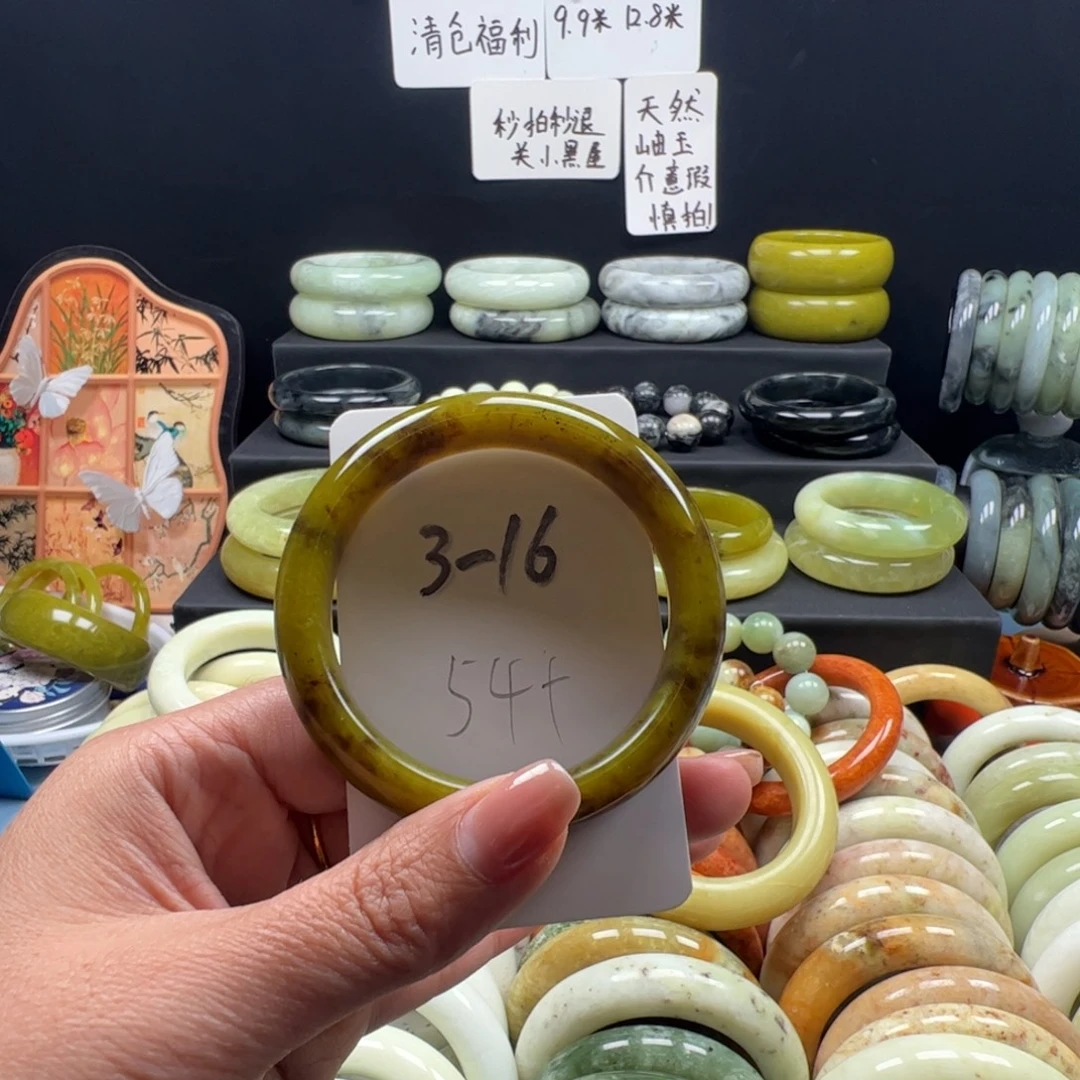 清仓福利
9.9米 12.8米
秒拍秒退
关小黑屋
天然
岫玉
介意瑕
慎拍!
3-16
54+